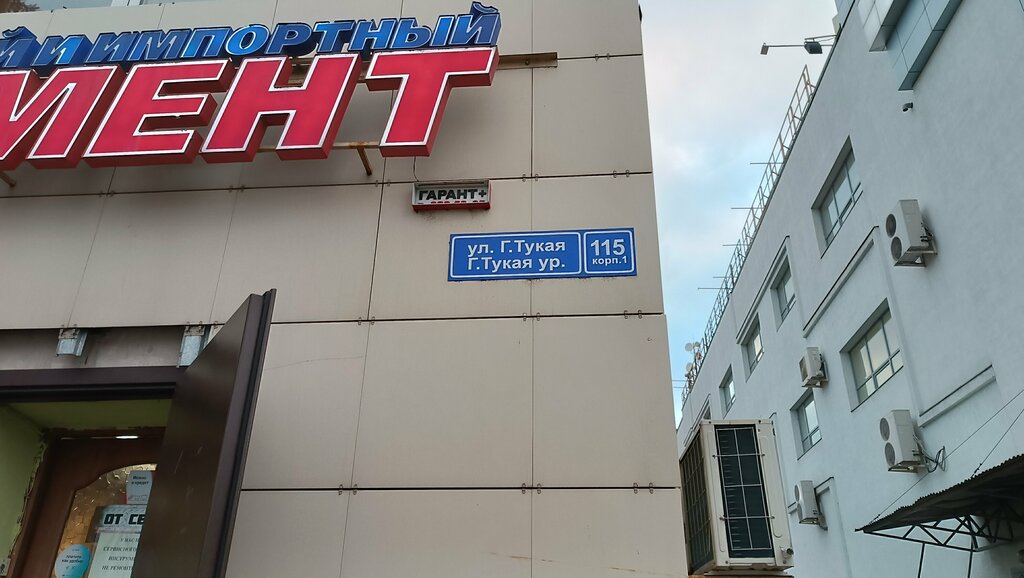 Й И ИМПОРТНЫЙ
МЕНТ
ГАРАНТ+
ул. Г.Тукая
Г.Тукая ур.
115
корп.1
ОТ СЕ